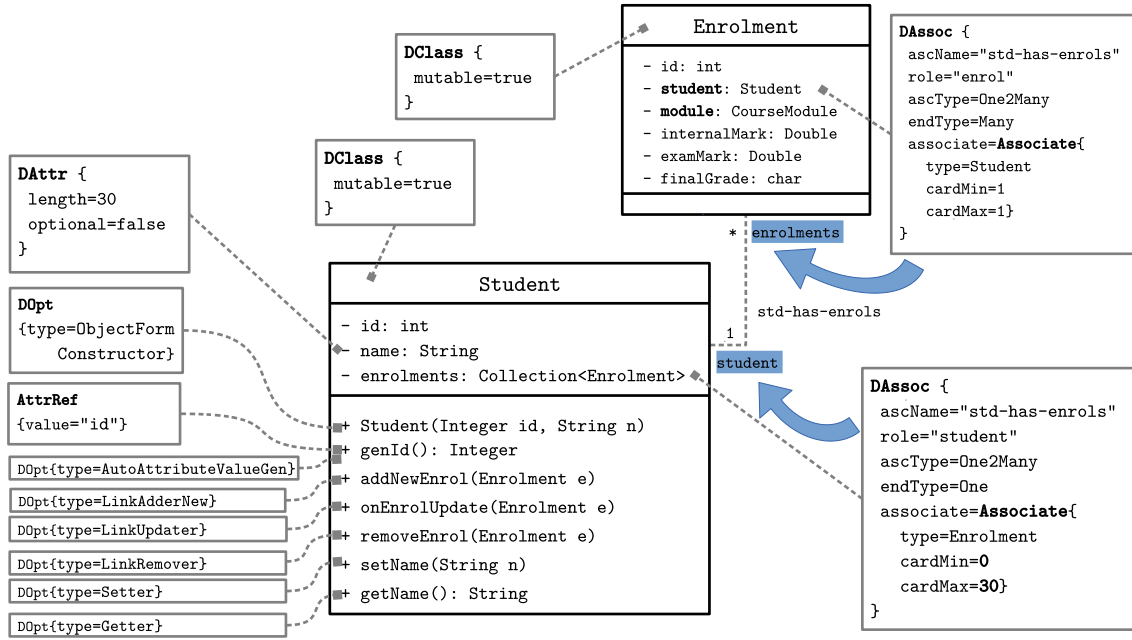 Enrolment
- id: int
- student: Student
- module: CourseModule
- internalMark: Double
- examMark: Double
- finalGrade: char
DClass {
mutable=true
}
DAssoc {
ascName="std-has-enrols"
role="enrol"
ascType=One2Many
endType=Many
associate=Associate{
type=Student
cardMin=1
cardMax=1}
}
DClass {
mutable=true
}
DAttr {
length=30
optional=false
}
* enrolments
std-has-enrols
1
student
Student
- id: int
- name: String
- enrolments: Collection<Enrolment>
+ Student(Integer id, String n)
+ genId(): Integer
+ addNewEnrol(Enrolment e)
+ onEnrolUpdate(Enrolment e)
+ removeEnrol(Enrolment e)
+ setName(String n)
+ getName(): String
DOpt
{type=ObjectForm
Constructor}
AttrRef
{value="id"}
DOpt{type=AutoAttributeValueGen}
DOpt{type=LinkAdderNew}
DOpt{type=LinkUpdater}
DOpt{type=LinkRemover}
DOpt{type=Setter}
DOpt{type=Getter}
DAssoc {
ascName="std-has-enrols"
role="student"
ascType=One2Many
endType=One
associate=Associate{
type=Enrolment
cardMin=0
cardMax=30}
}